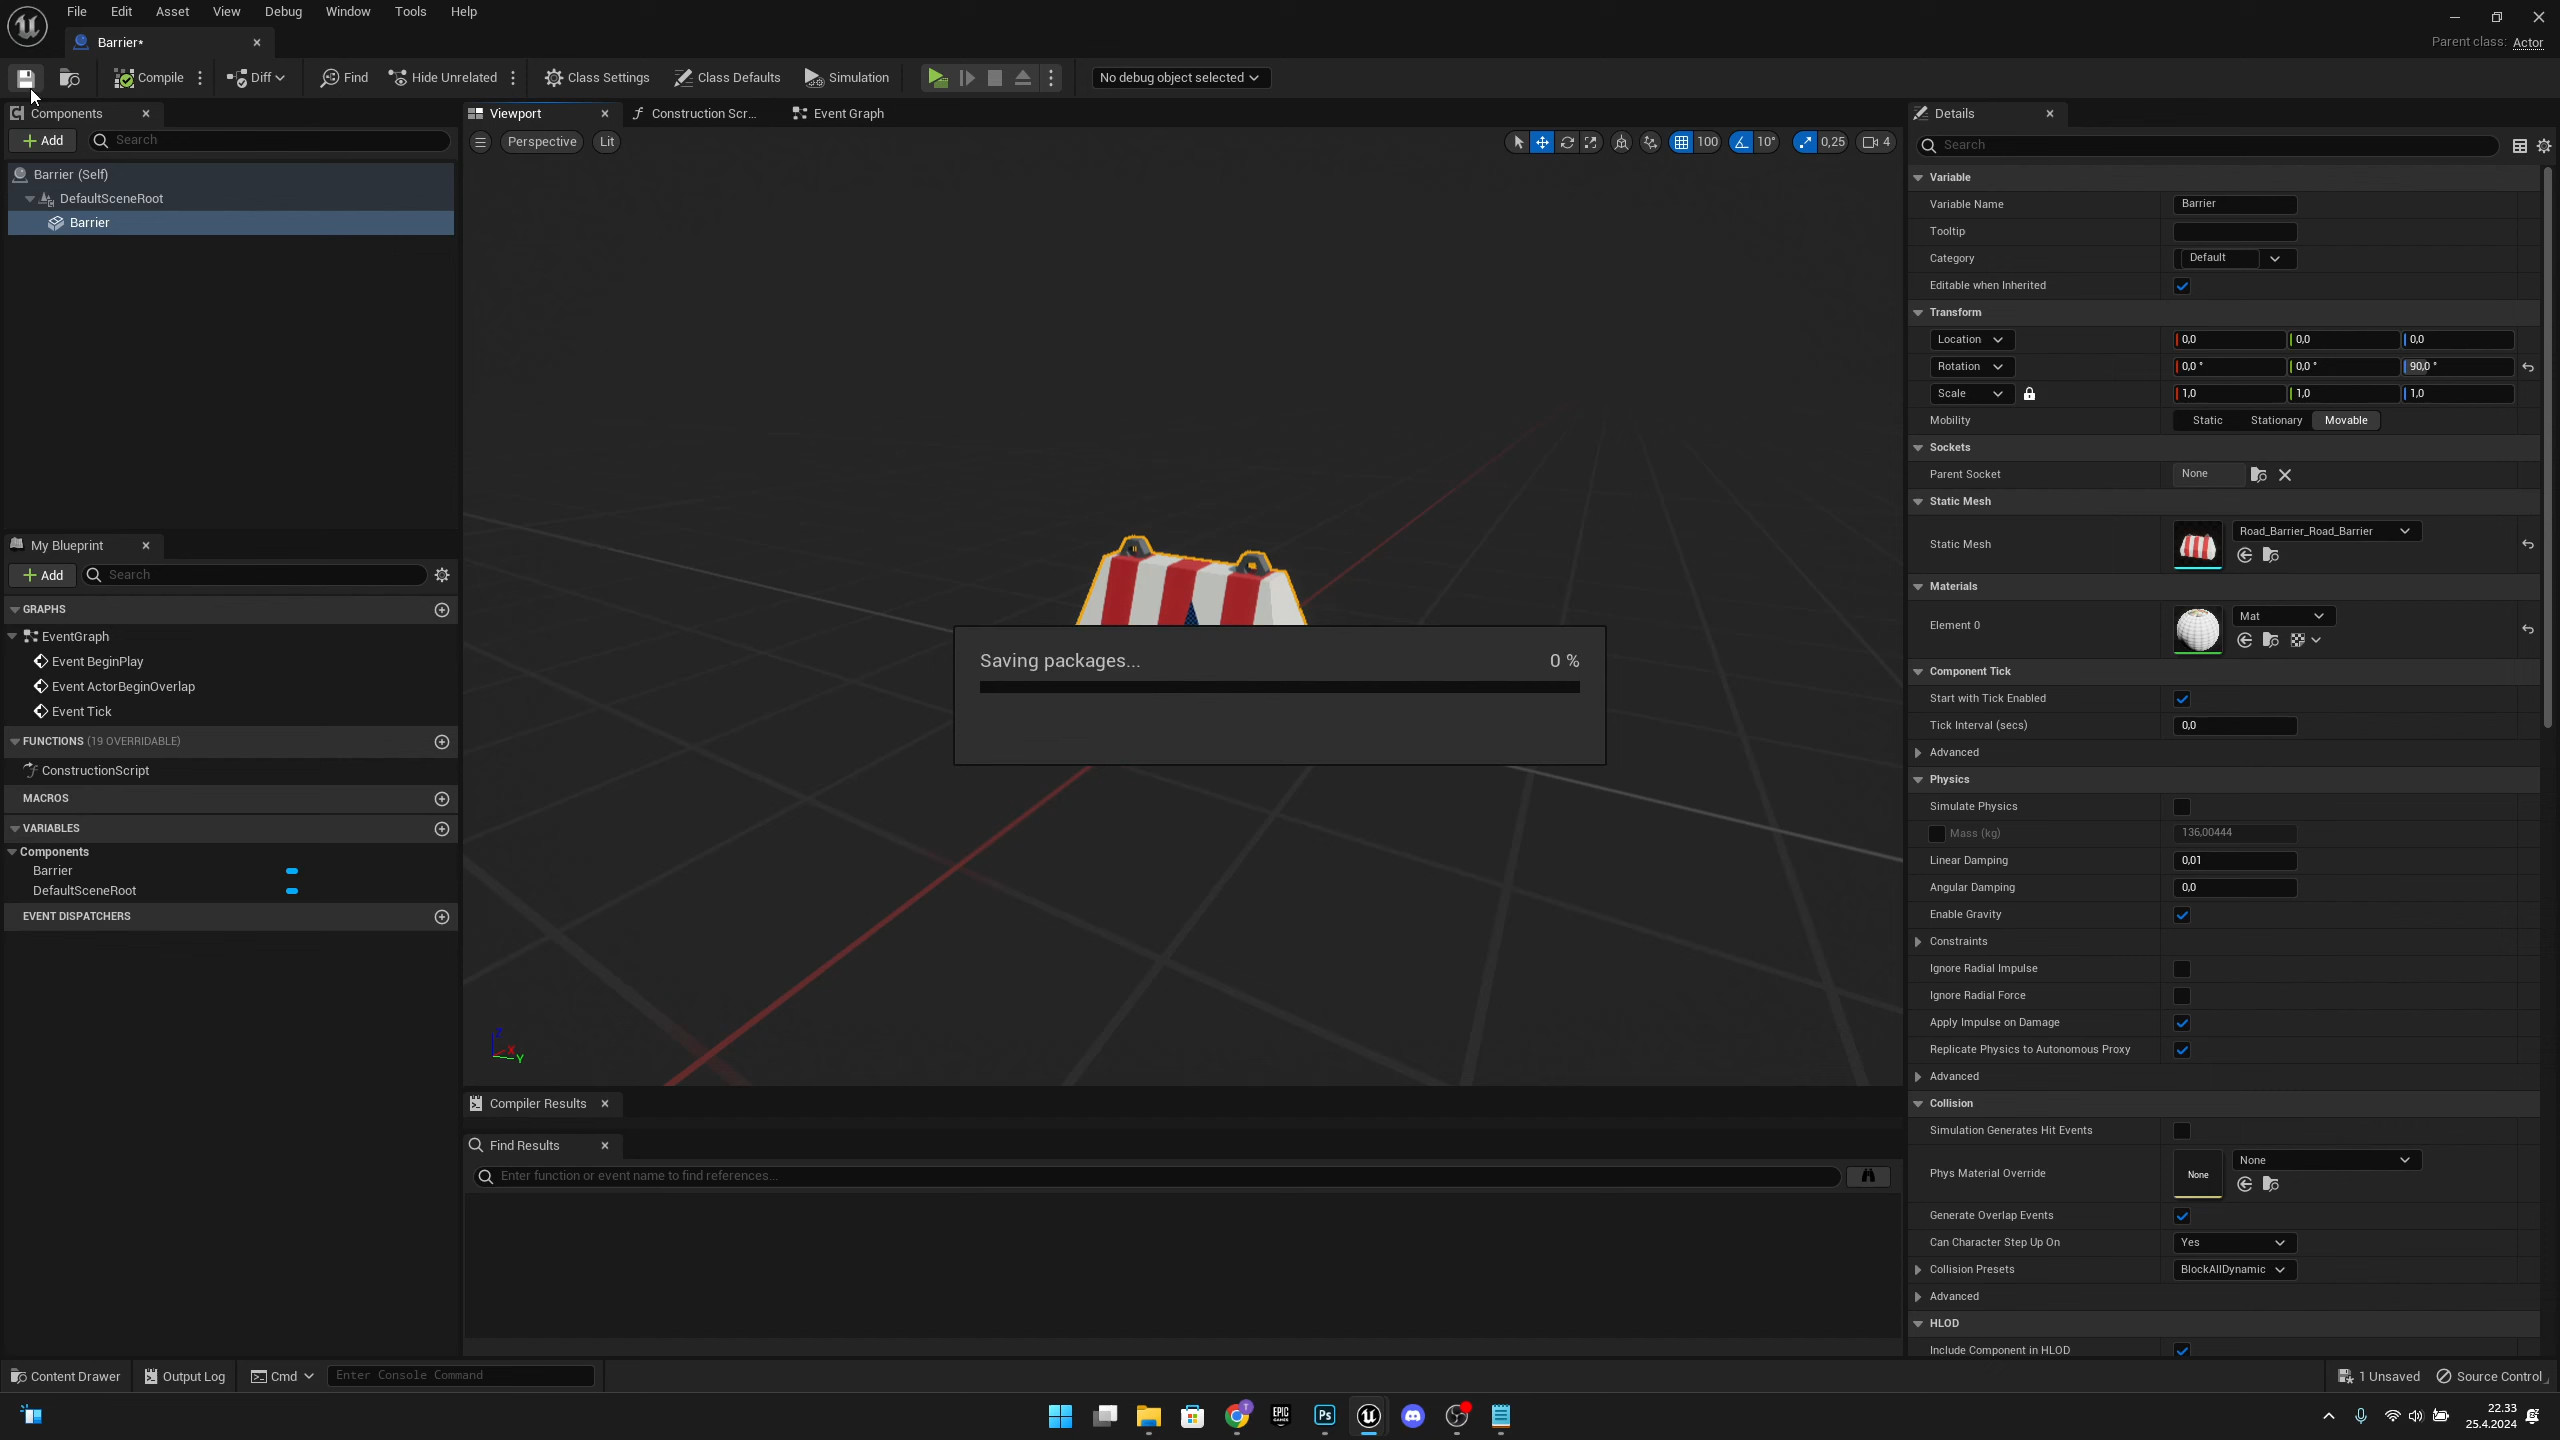 File Edit Asset View Debug Window Tools Help
Barrier*
Parent class: Actor
Compile Diff Find Hide Unrelated Class Settings Class Defaults Simulation No debug object selected
Components
Add Search
Barrier (Self)
DefaultSceneRoot
Barrier
My Blueprint
Add Search
GRAPHS
EventGraph
Event BeginPlay
Event ActorBeginOverlap
Event Tick
FUNCTIONS (19 OVERRIDABLE)
ConstructionScript
MACROS
VARIABLES
Components
Barrier
DefaultSceneRoot
EVENT DISPATCHERS
Viewport Construction Scr... Event Graph
Perspective Lit 100 10° 0,25 4
Saving packages... 0 %
Z
X
Y
Compiler Results
Find Results
Enter function or event name to find references...
Details
Search
Variable
Variable Name Barrier
Tooltip
Category Default
Editable when Inherited
Transform
Location 0,0 0,0 0,0
Rotation 0,0 ° 0,0 ° 90,0 °
Scale 1,0 1,0 1,0
Mobility Static Stationary Movable
Sockets
Parent Socket None
Static Mesh
Static Mesh Road_Barrier_Road_Barrier
Materials
Element 0 Mat
Component Tick
Start with Tick Enabled
Tick Interval (secs) 0,0
Advanced
Physics
Simulate Physics
Mass (kg) 136,00444
Linear Damping 0,01
Angular Damping 0,0
Enable Gravity
Constraints
Ignore Radial Impulse
Ignore Radial Force
Apply Impulse on Damage
Replicate Physics to Autonomous Proxy
Advanced
Collision
Simulation Generates Hit Events
Phys Material Override None None
Generate Overlap Events
Can Character Step Up On Yes
Collision Presets BlockAllDynamic
Advanced
HLOD
Include Component in HLOD
Content Drawer Output Log Cmd Enter Console Command
1 Unsaved Source Control
T EPIC GAMES Ps
22.33
25.4.2024